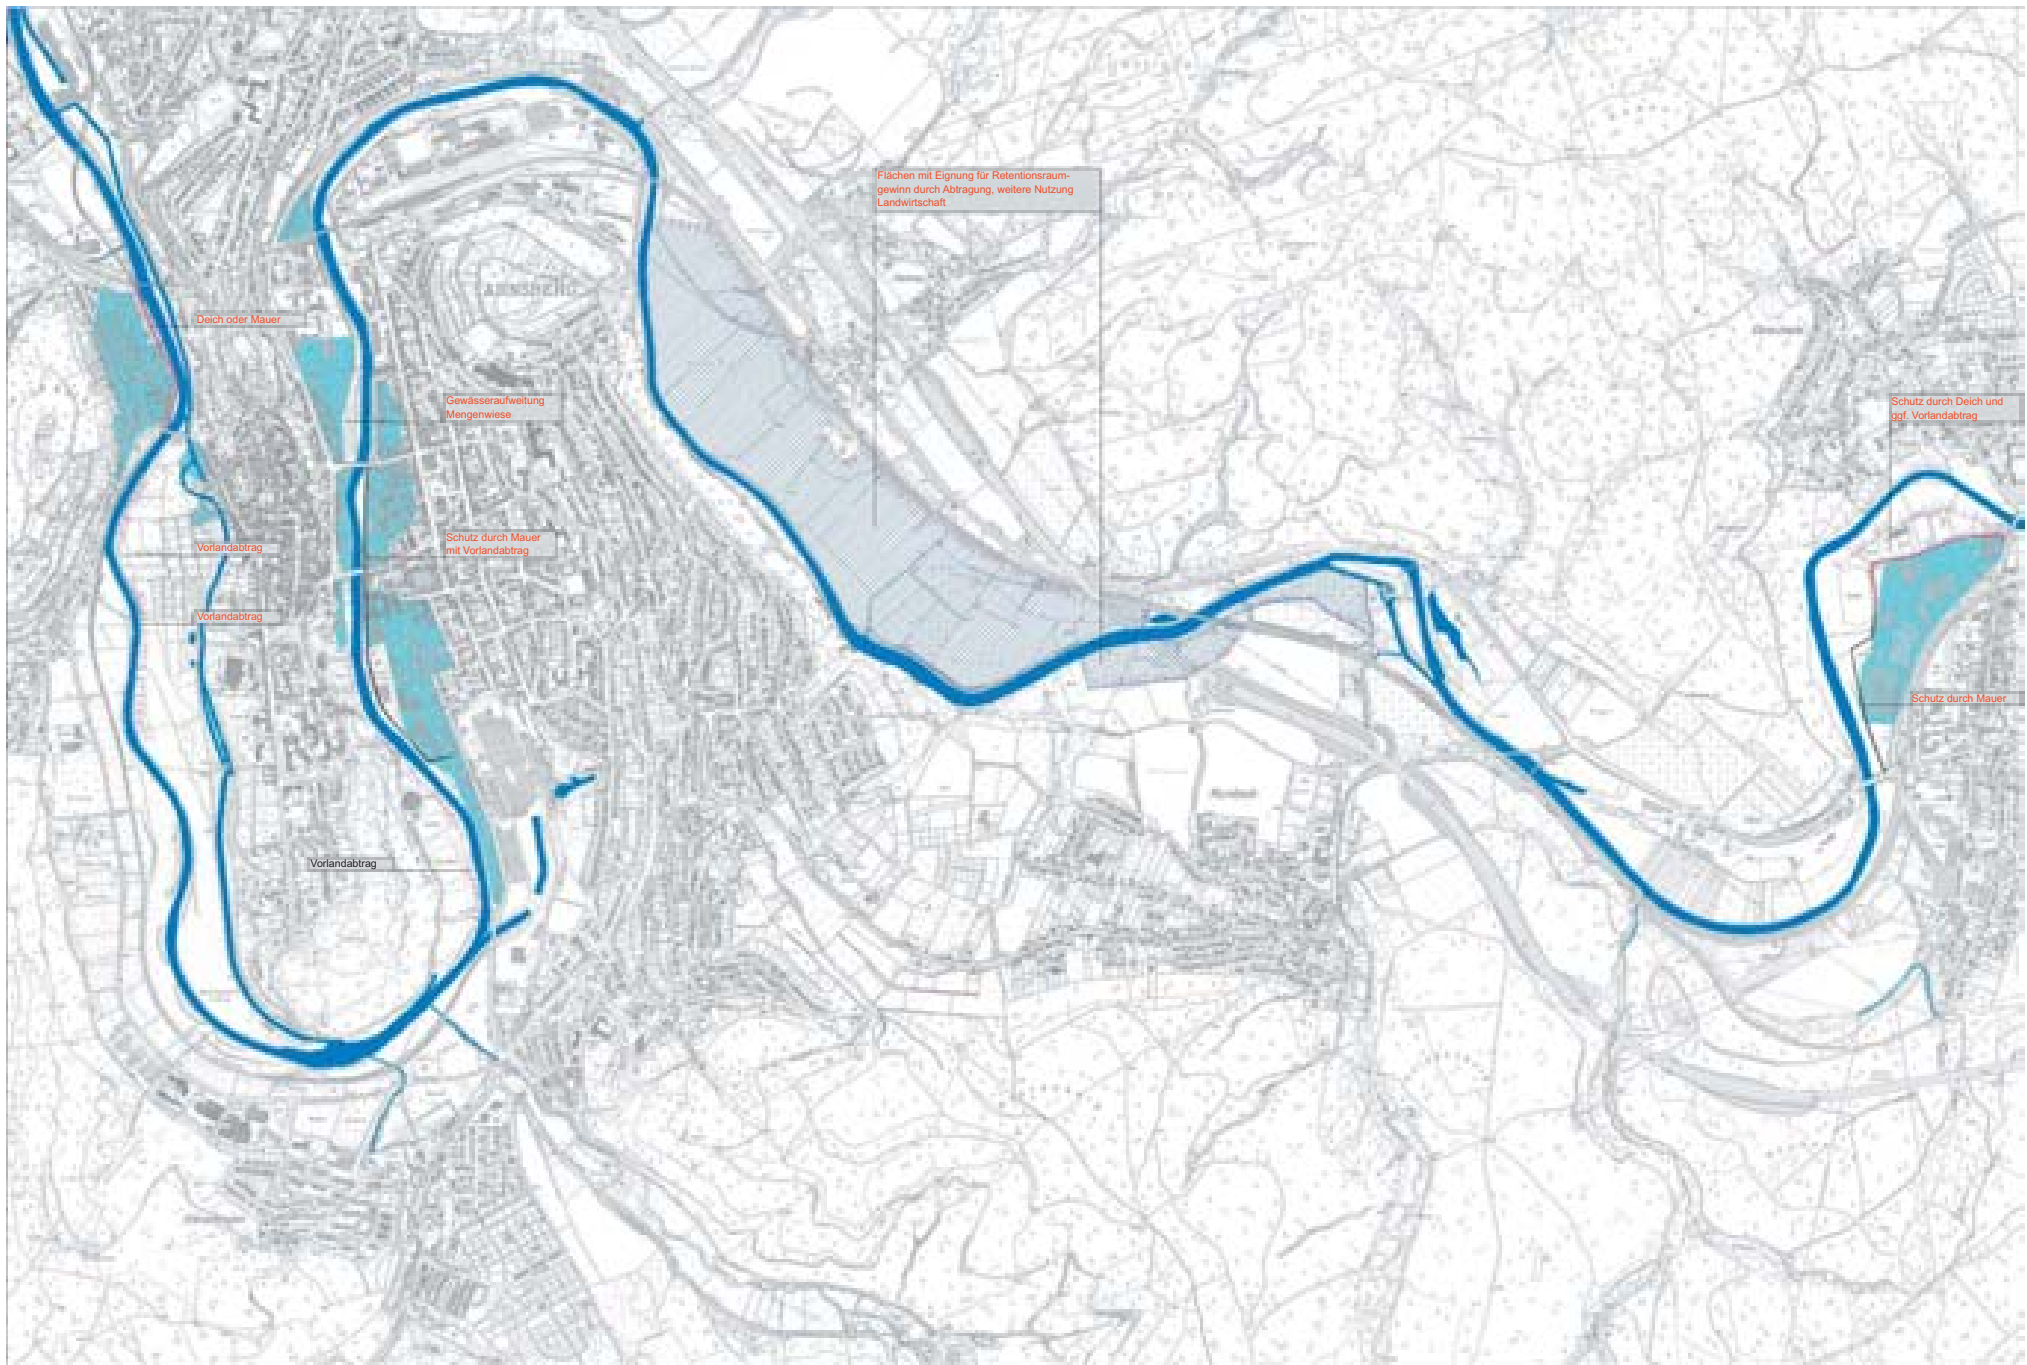 Flächen mit Eignung für Retentionsraum-
gewinn durch Abtragung, weitere Nutzung
Landwirtschaft
ARNSBERG
Deich oder Mauer
Gewässeraufweitung
Mengenwiese
Schutz durch Deich und
ggf. Vorlandabtrag
Schutz durch Mauer
mit Vorlandabtrag
Vorlandabtrag
Vorlandabtrag
Schutz durch Mauer
Vorlandabtrag